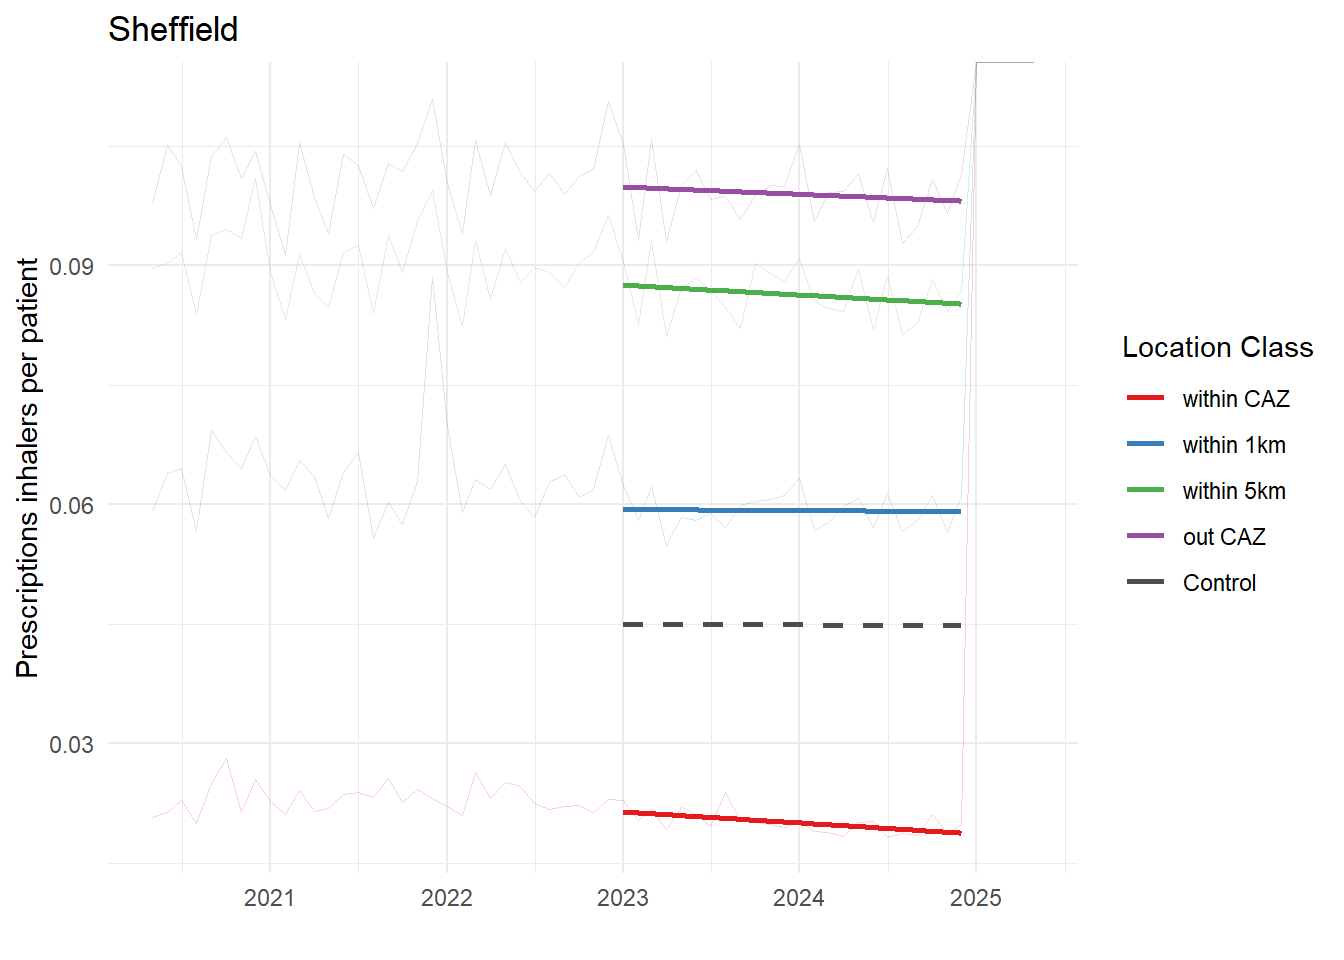 Sheffield
Prescriptions inhalers per patient
0.09
0.06
0.03
2021
2022
2023
2024
2025
Location Class
within CAZ
within 1km
within 5km
out CAZ
Control